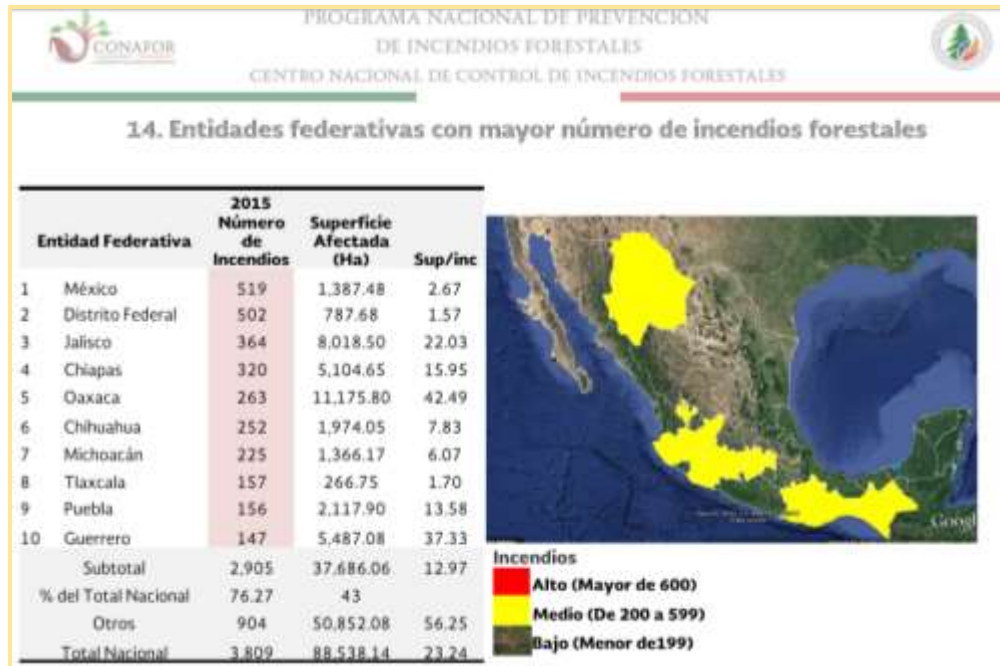 PROGRAMA NACIONAL DE PREVENCIÓN
CONAFOR
DE INCENDIOS FORESTALES
CENTRO NACIONAL DE CONTROL DE INCENDIOS FORESTALES
14. Entidades federativas con mayor número de incendios forestales
Entidad Federativa 2015 Número de Incendios Superficie Afectada (Ha) Sup/inc
1 México 519 1,387.48 2.67
2 Distrito Federal 502 787.68 1.57
3 Jalisco 364 8,018.50 22.03
4 Chiapas 320 5,104.65 15.95
5 Oaxaca 263 11,175.80 42.49
6 Chihuahua 252 1,974.05 7.83
7 Michoacán 225 1,366.17 6.07
8 Tlaxcala 157 266.75 1.70
9 Puebla 156 2,117.90 13.58
10 Guerrero 147 5,487.08 37.33
Subtotal 2,905 37,686.06 12.97
% del Total Nacional 76.27 43
Otros 904 50,852.08 56.25
Total Nacional 3,809 88,538.14 23.24
Googl
Incendios
Alto (Mayor de 600)
Medio (De 200 a 599)
Bajo (Menor de199)